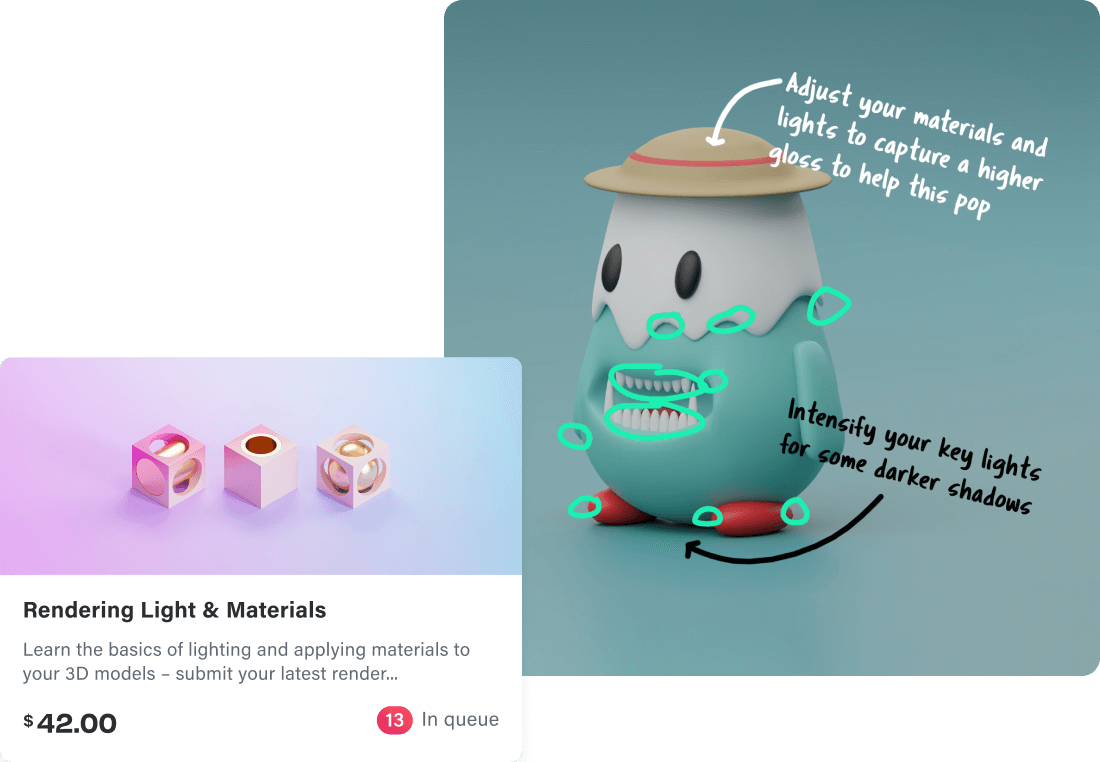 Adjust your materials and
lights to capture a higher
gloss to help this pop
Intensify your key lights
for some darker shadows
Rendering Light & Materials
Learn the basics of lighting and applying materials to
your 3D models – submit your latest render...
$42.00
13 In queue